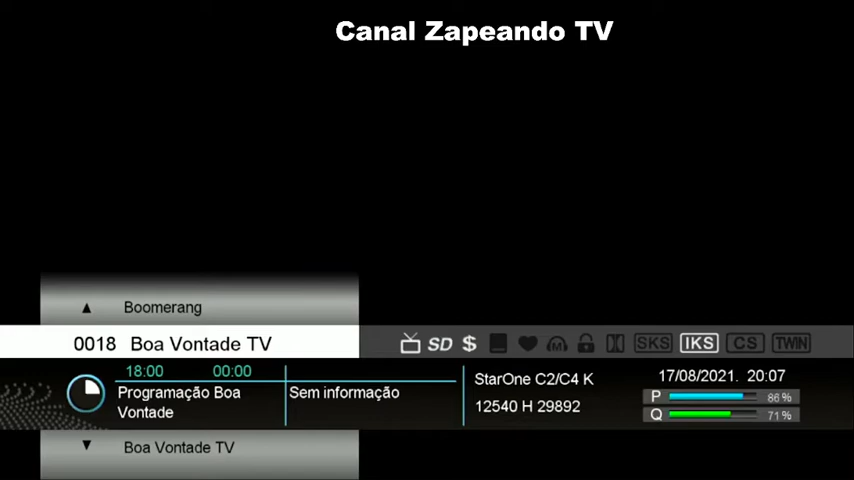 Canal Zapeando TV
Boomerang
0018 Boa Vontade TV
SD $ SKS IKS CS TWIN
18:00 00:00
Programação Boa
Vontade
Sem informação
StarOne C2/C4 K
12540 H 29892
17/08/2021. 20:07
P 86%
Q 71%
Boa Vontade TV